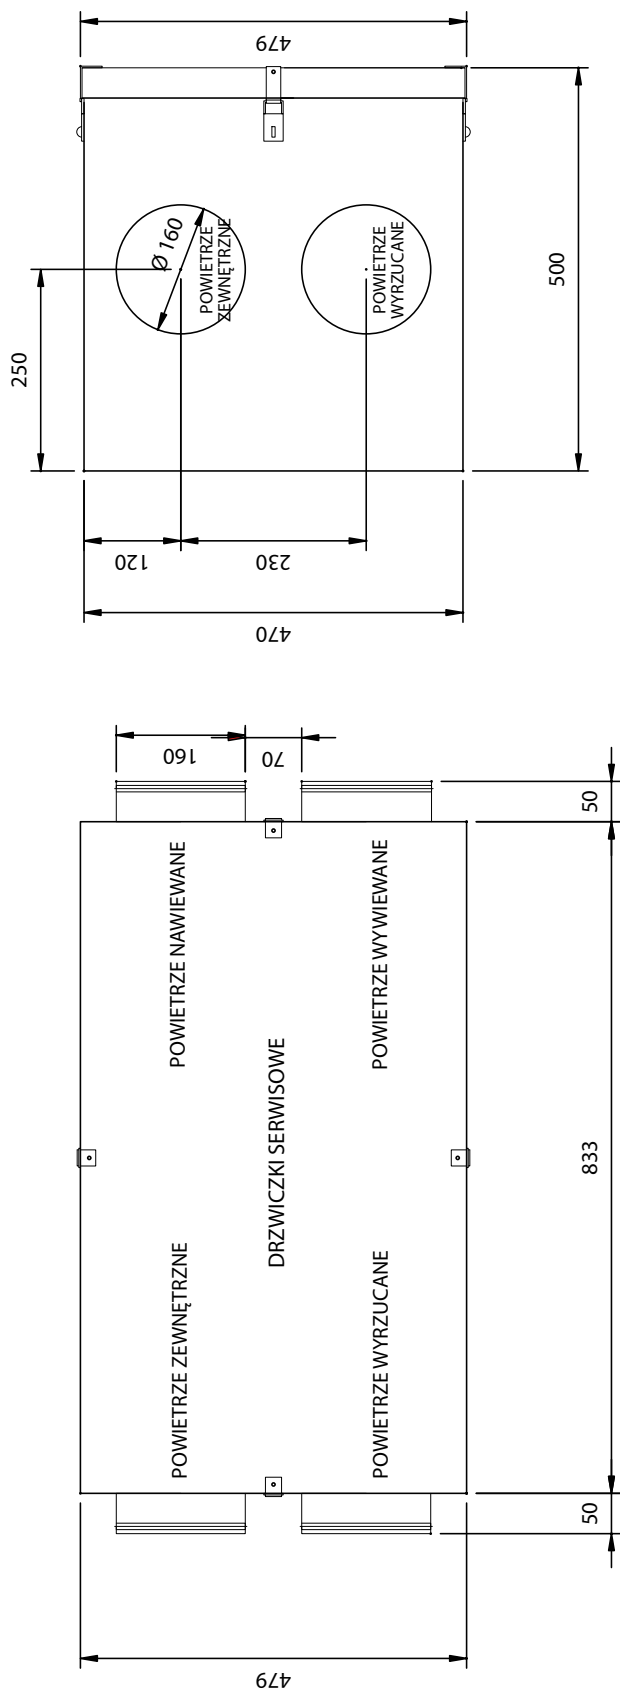 479
500
250
Ø 160
POWIETRZE
ZEWNĘTRZNE
POWIETRZE
WYRZUCANE
120
230
470
160
70
50
POWIETRZE NAWIEWANE
POWIETRZE WYWIEWANE
DRZWICZKI SERWISOWE
833
POWIETRZE ZEWNĘTRZNE
POWIETRZE WYRZUCANE
50
479